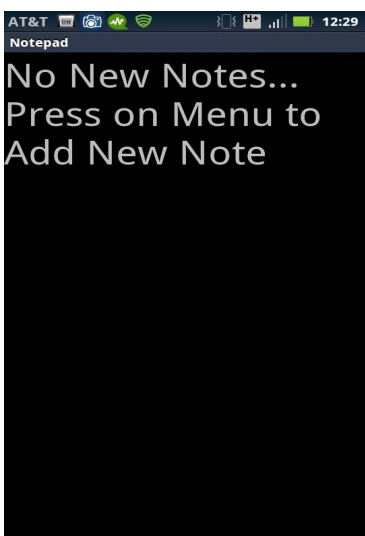 AT&T H+ 12:29
Notepad
No New Notes...
Press on Menu to
Add New Note